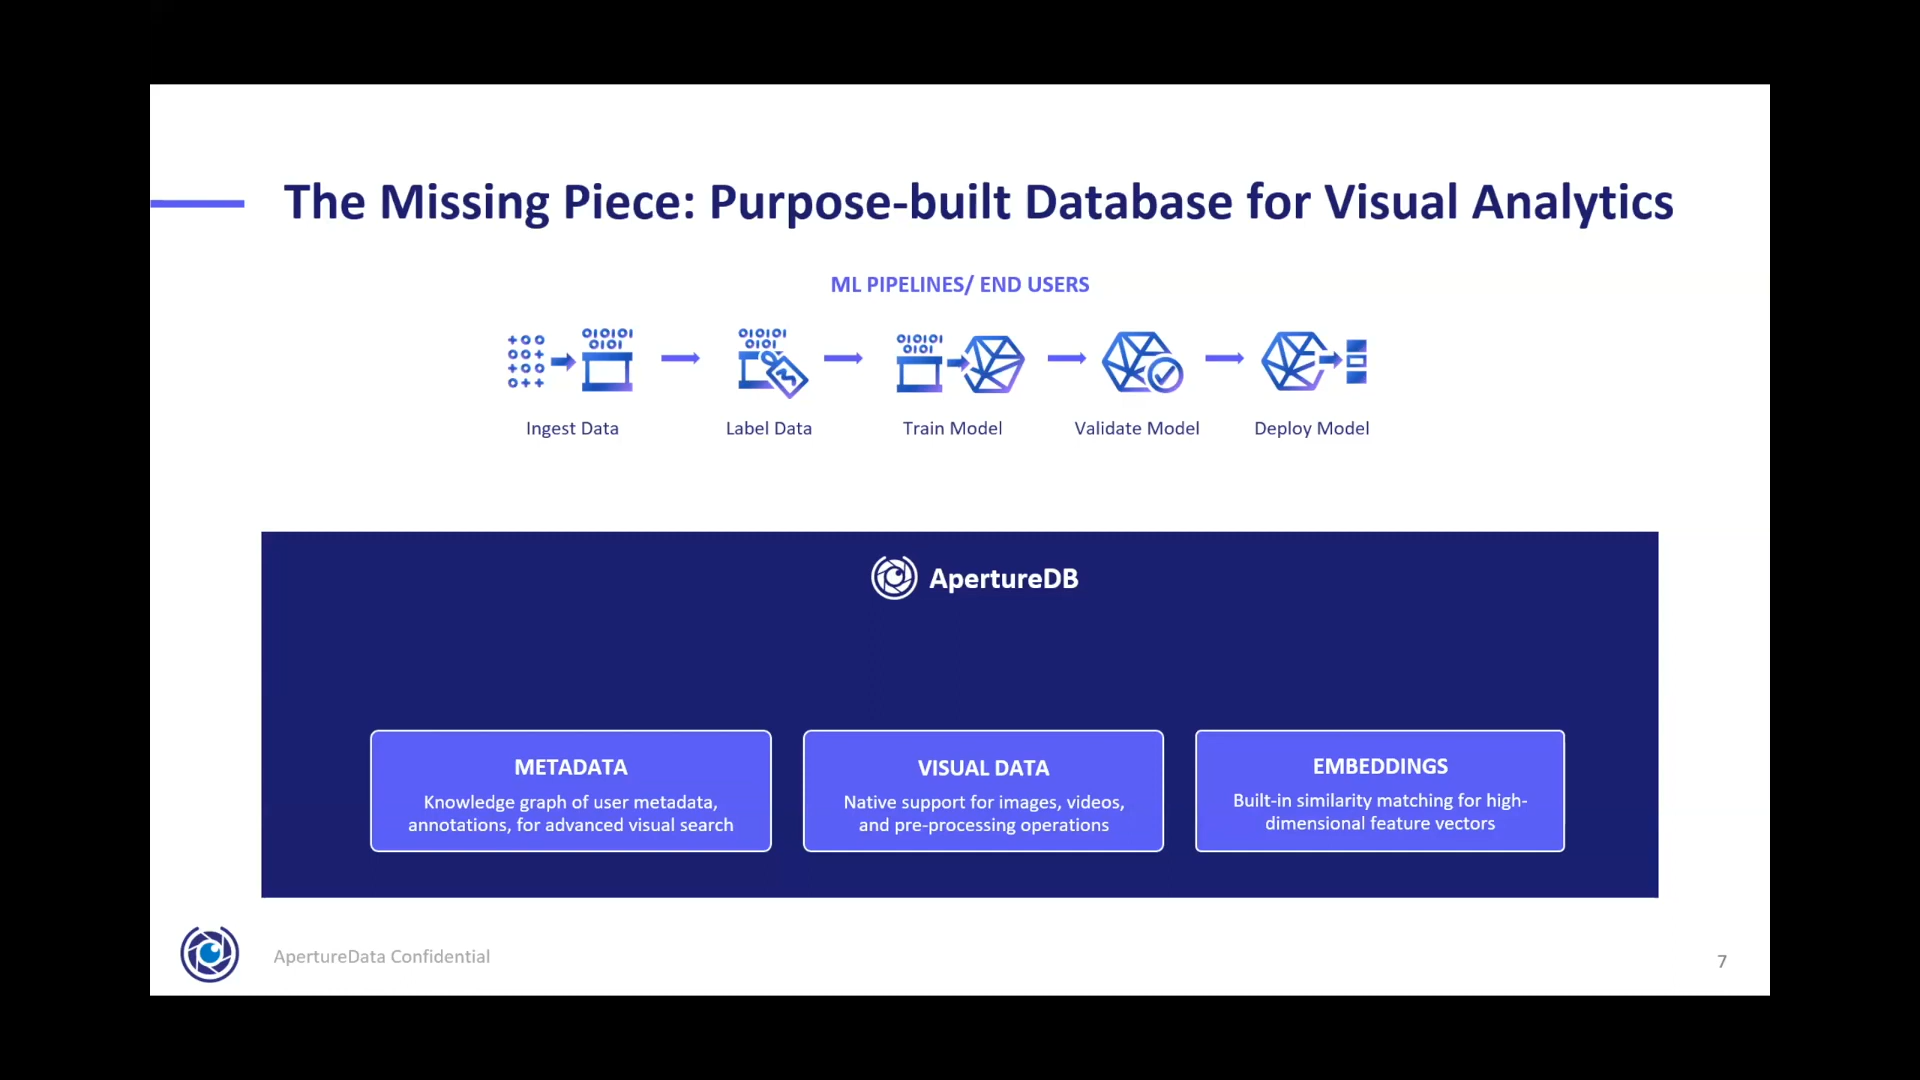 The Missing Piece: Purpose-built Database for Visual Analytics
ML PIPELINES/ END USERS
Ingest Data
Label Data
Train Model
Validate Model
Deploy Model
ApertureDB
METADATA
Knowledge graph of user metadata,
annotations, for advanced visual search
VISUAL DATA
Native support for images, videos,
and pre-processing operations
EMBEDDINGS
Built-in similarity matching for high-
dimensional feature vectors
ApertureData Confidential
7